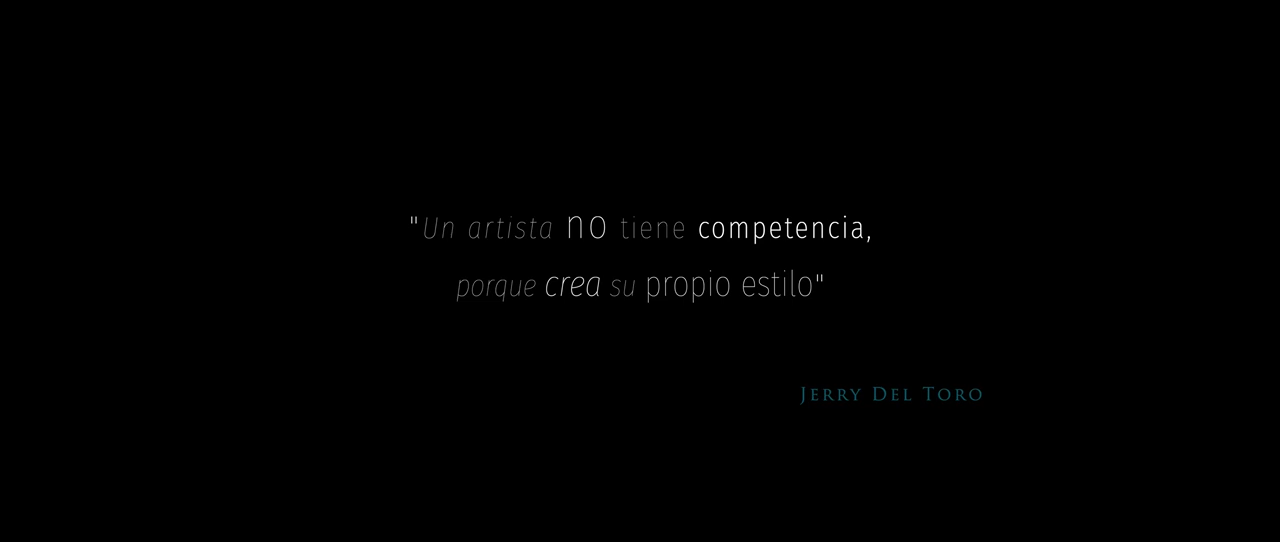 "Un artista no tiene competencia,
porque crea su propio estilo"
Jerry Del Toro